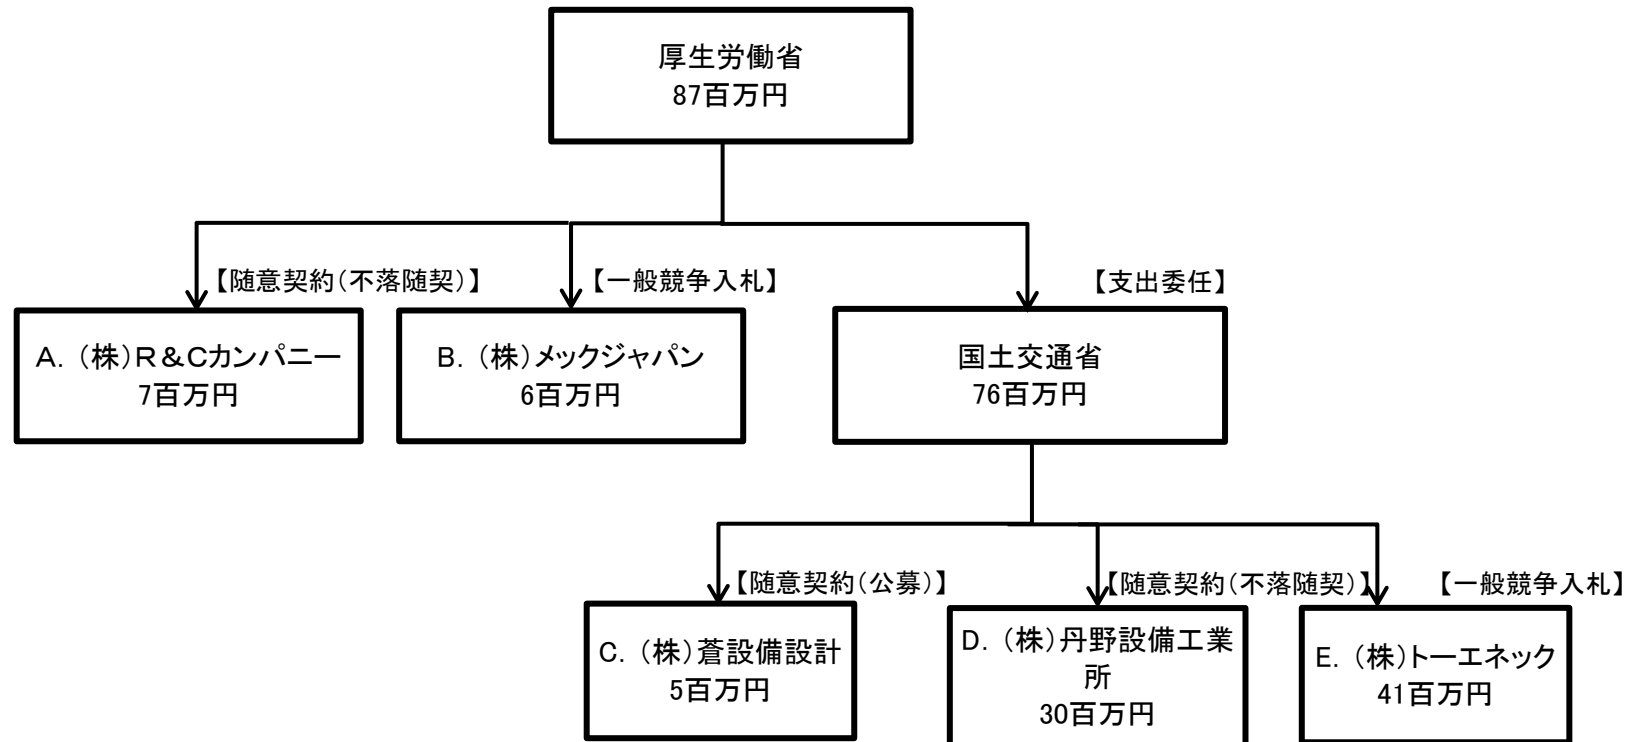 厚生労働省
87百万円
【随意契約(不落随契)】
【一般競争入札】
【支出委任】
A. (株)R&Cカンパニー
7百万円
B. (株)メックジャパン
6百万円
国土交通省
76百万円
【随意契約(公募)】
【随意契約(不落随契)】
【一般競争入札】
C. (株)蒼設備設計
5百万円
D. (株)丹野設備工業
所
30百万円
E. (株)トーエネック
41百万円